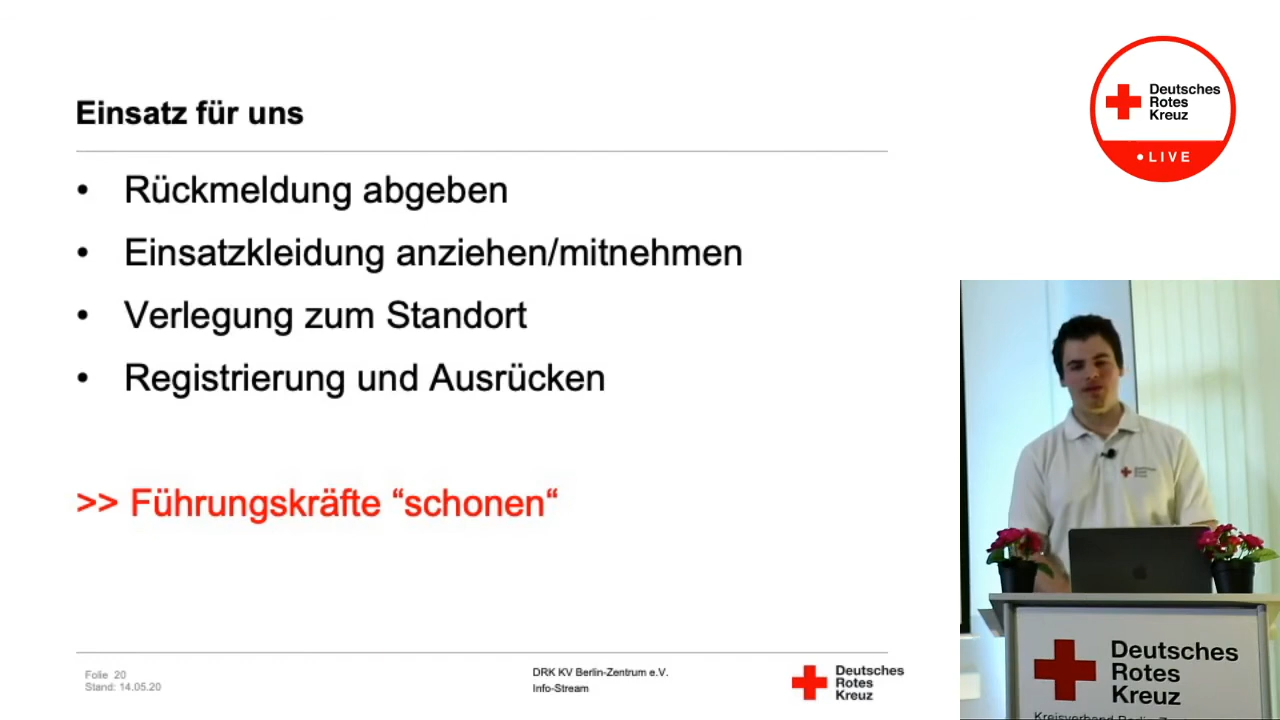 Einsatz für uns
• Rückmeldung abgeben
• Einsatzkleidung anziehen/mitnehmen
• Verlegung zum Standort
• Registrierung und Ausrücken
>> Führungskräfte “schonen“
Folie 20
Stand: 14.05.20
DRK KV Berlin-Zentrum e.V.
Info-Stream
Deutsches
Rotes
Kreuz
Deutsches
Rotes
Kreuz
• LIVE
Deutsches
Rotes
Kreuz